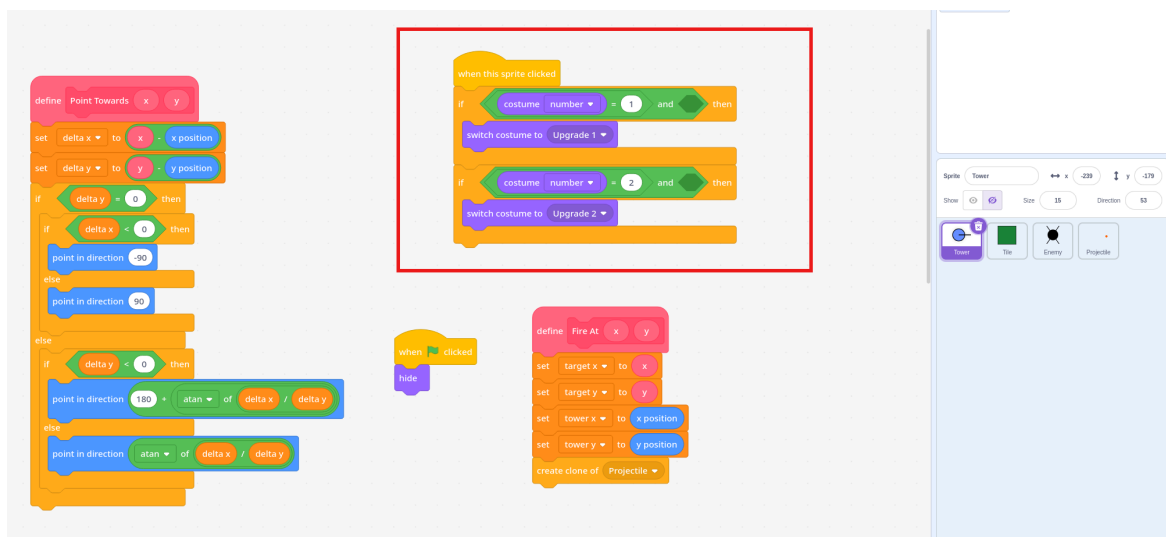 define Point Towards x y
set delta x to x - x position
set delta y to y - y position
if delta y = 0 then
if delta x < 0 then
point in direction -90
else
point in direction 90
else
if delta y < 0 then
point in direction 180 + atan of delta x / delta y
else
point in direction atan of delta x / delta y
when this sprite clicked
if costume number = 1 and then
switch costume to Upgrade 1
if costume number = 2 and then
switch costume to Upgrade 2
when clicked
hide
define Fire At x y
set target x to x
set target y to y
set tower x to x position
set tower y to y position
create clone of Projectile
Sprite Tower x -239 y -179
Show Size 15 Direction 53
Tower Tile Enemy Projectile